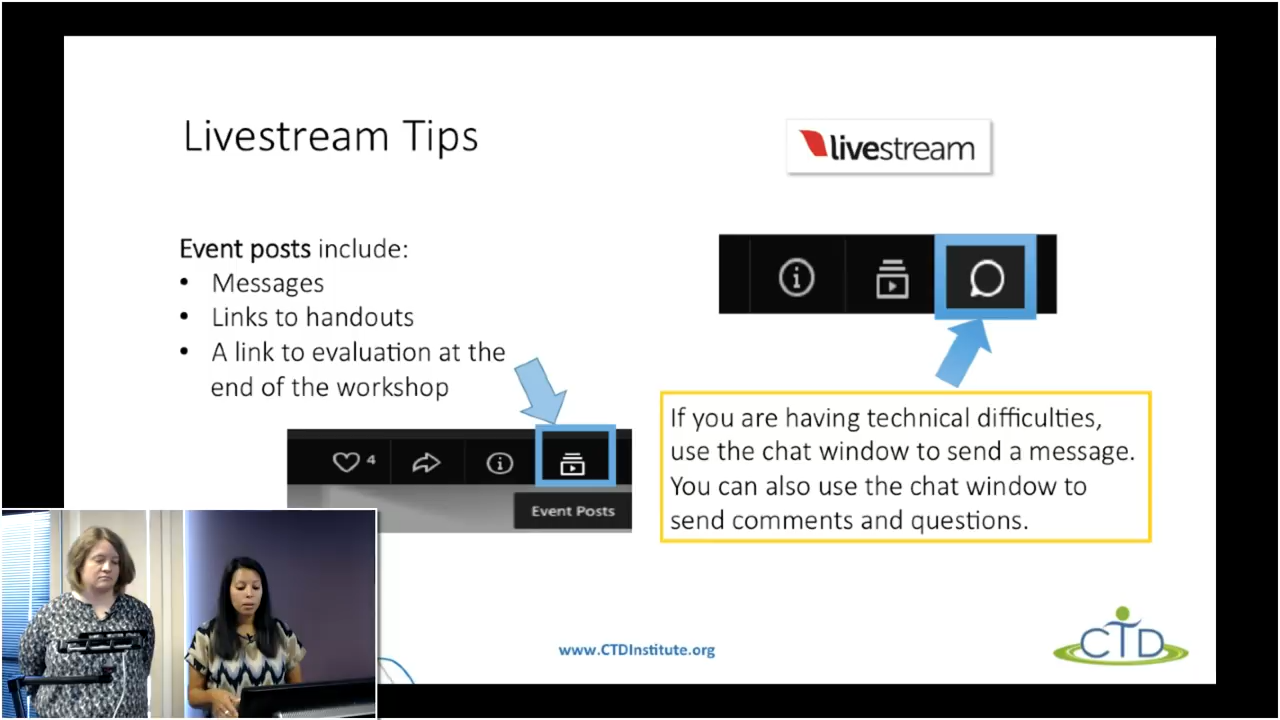 Livestream Tips
livestream
Event posts include:
• Messages
• Links to handouts
• A link to evaluation at the
end of the workshop
4
Event Posts
If you are having technical difficulties,
use the chat window to send a message.
You can also use the chat window to
send comments and questions.
www.CTDInstitute.org
CTD